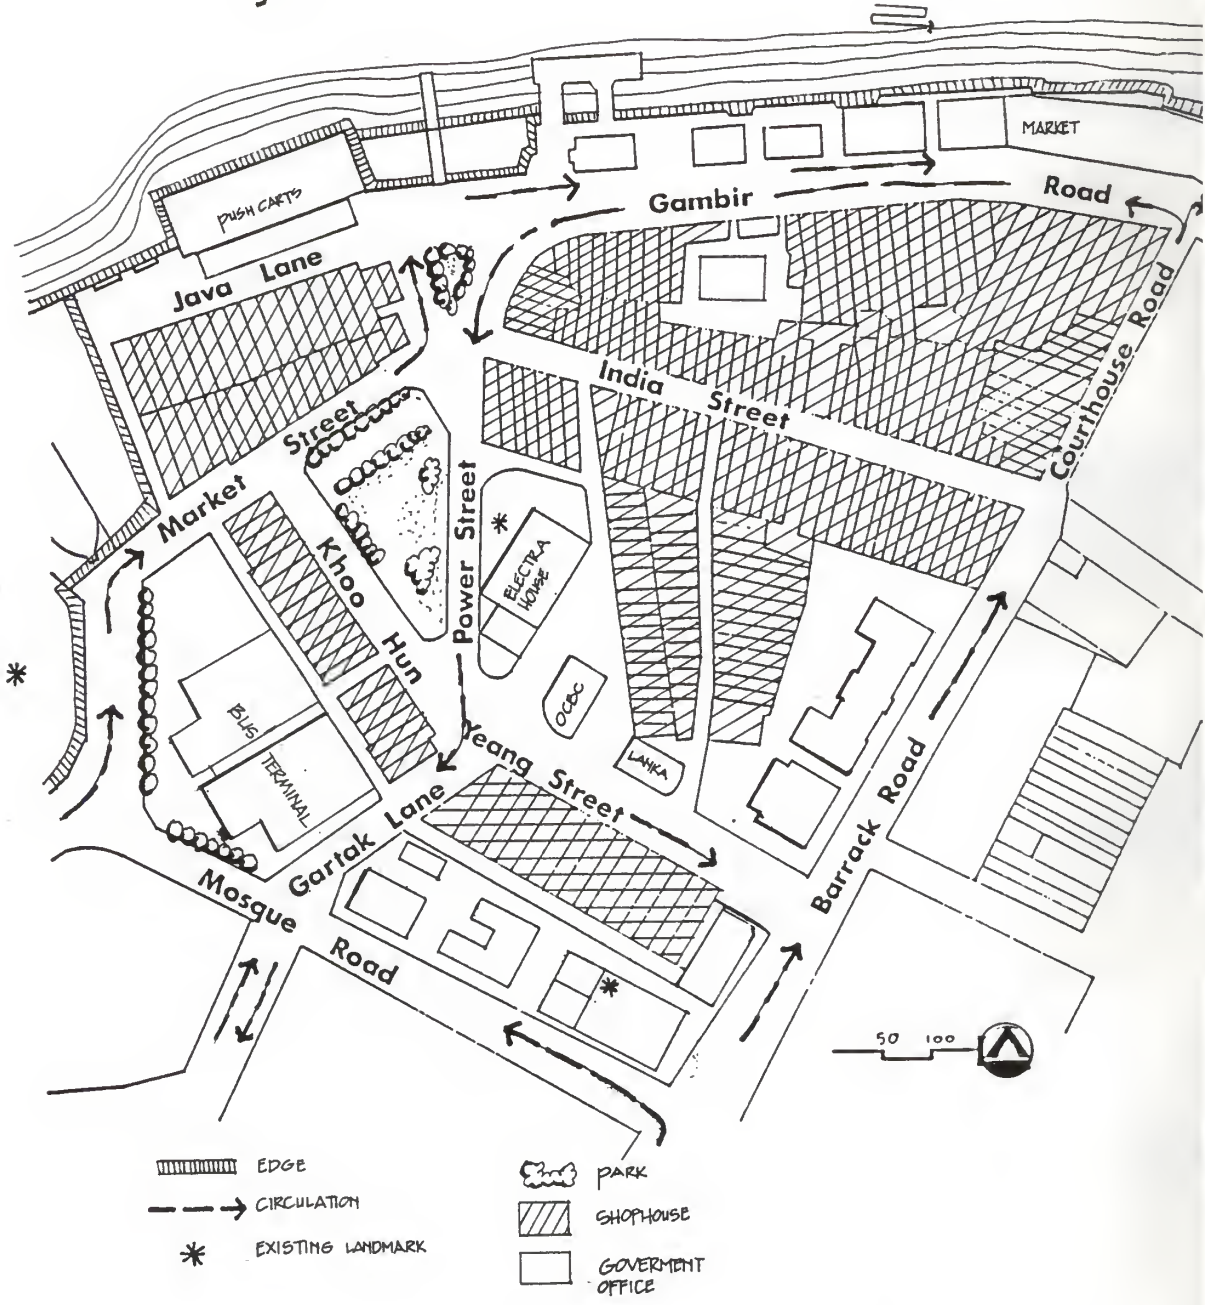 MARKET
PUSH CARTS
Gambir Road
Java Lane
India Street
Courthouse Road
Market Street
Khoo Hun Yeang Street
Power Street
ELECTRA
HOUSE
OCBC
LAHKA
BUS
TERMINAL
Gartak Lane
Mosque Road
Barrack Road
50 100
EDGE
CIRCULATION
EXISTING LANDMARK
PARK
SHOPHOUSE
GOVERMENT
OFFICE